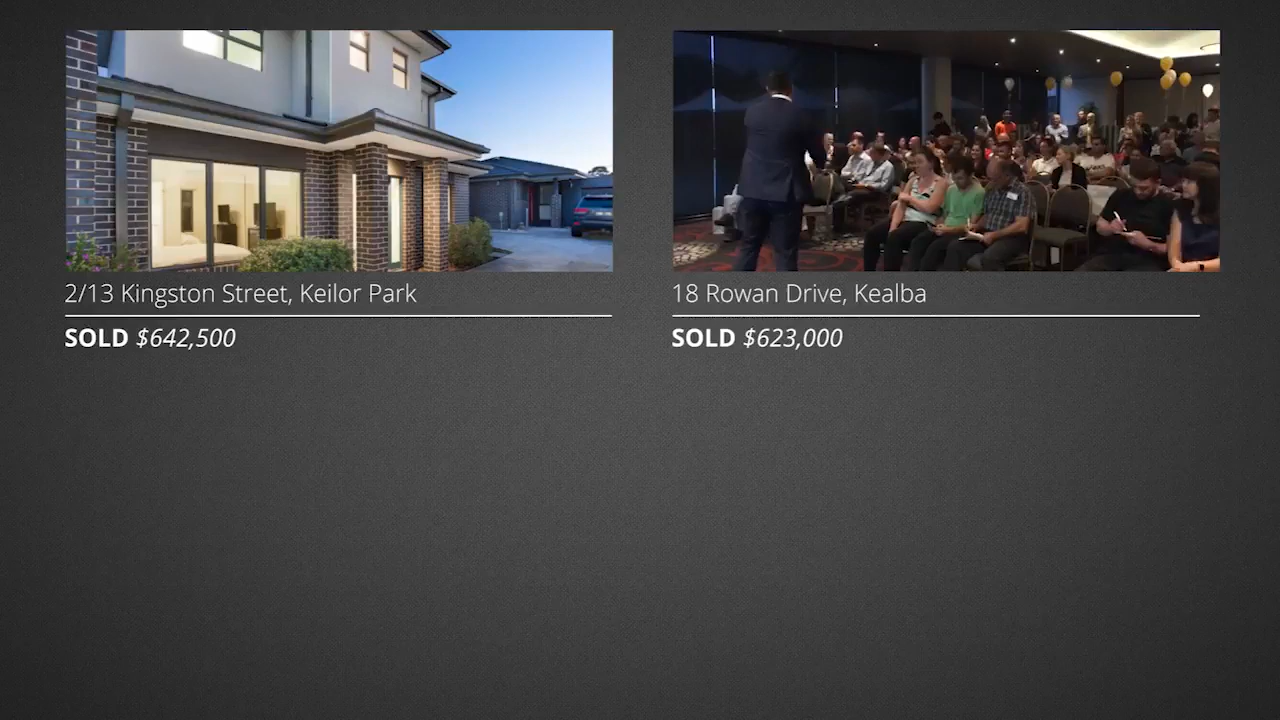 2/13 Kingston Street, Keilor Park
SOLD $642,500
18 Rowan Drive, Kealba
SOLD $623,000